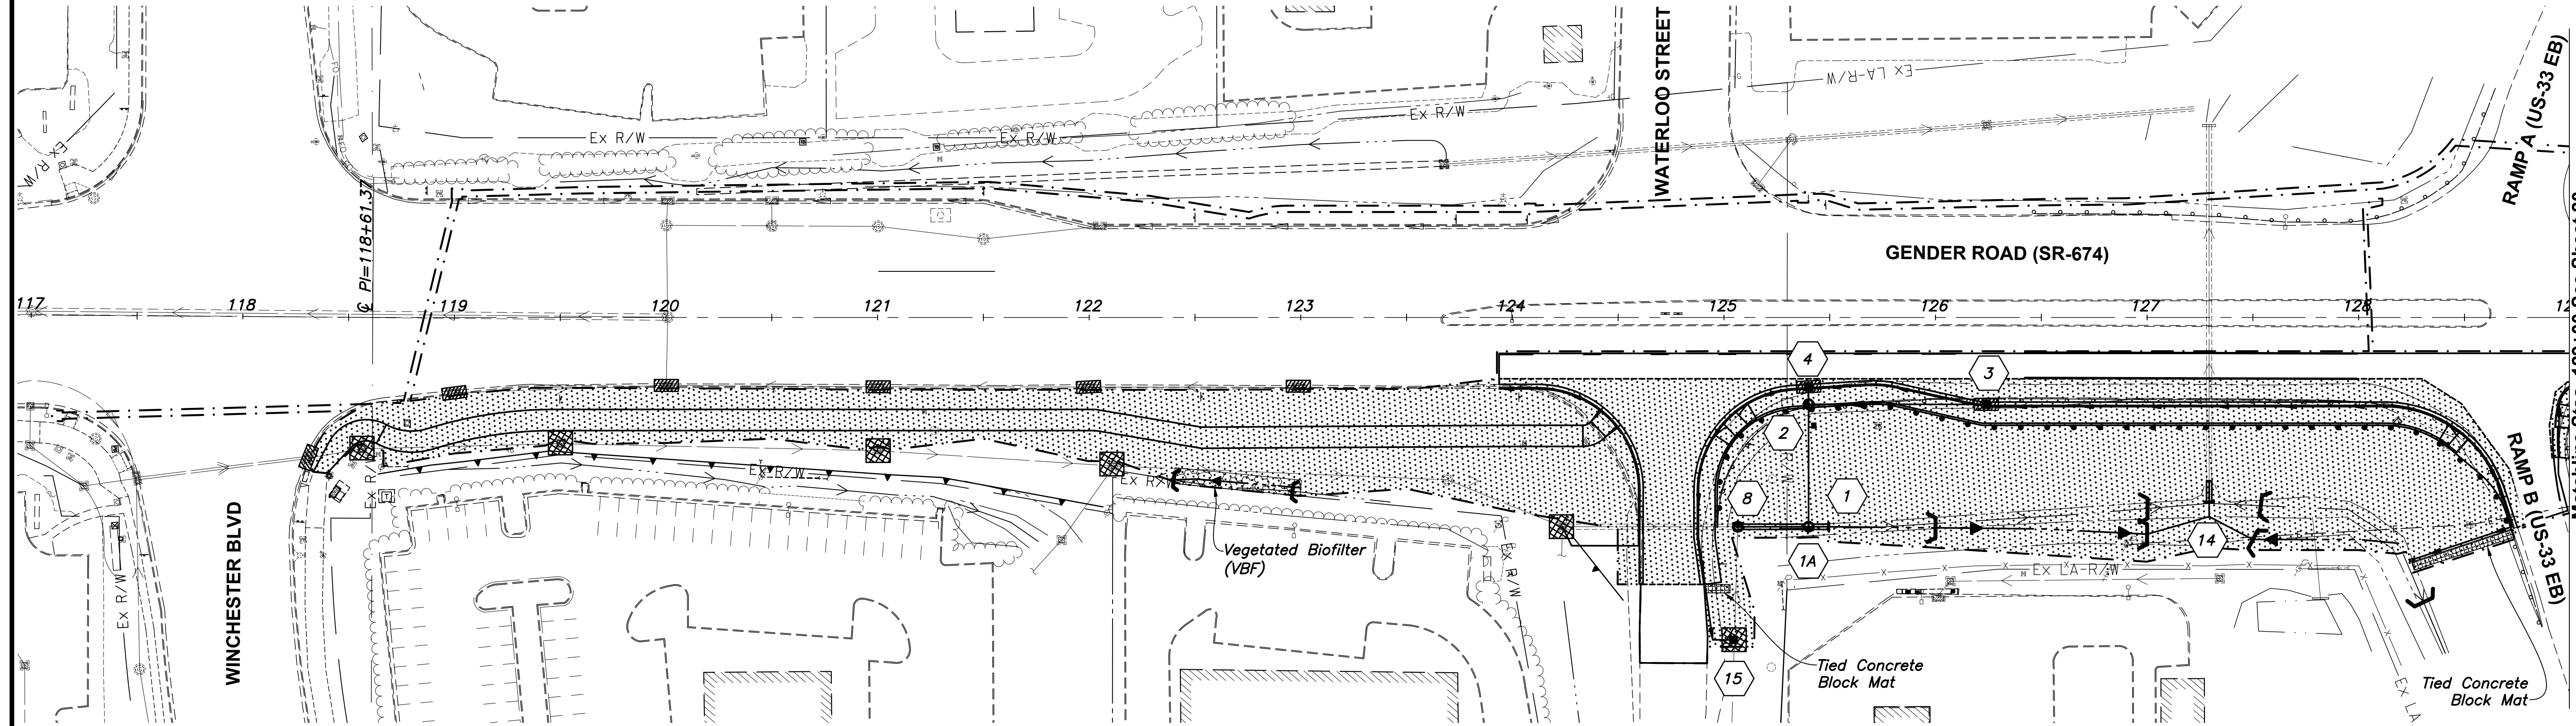 Ex R/W
Ex R/W
Ex R/W
Ex R/W
Ex LA-R/W
WATERLOO STREET
RAMP A (US-33 EB)
℄ PI=118+61.37
GENDER ROAD (SR-674)
117
118
119
120
121
122
123
124
125
126
127
128
4
3
2
8
1
1A
14
15
Ex R/W
Ex R/W
Ex R/W
Ex LA-R/W
Ex R/W
WINCHESTER BLVD
Vegetated Biofilter
(VBF)
RAMP B (US-33 EB)
Tied Concrete
Block Mat
Tied Concrete
Block Mat
Ex LA